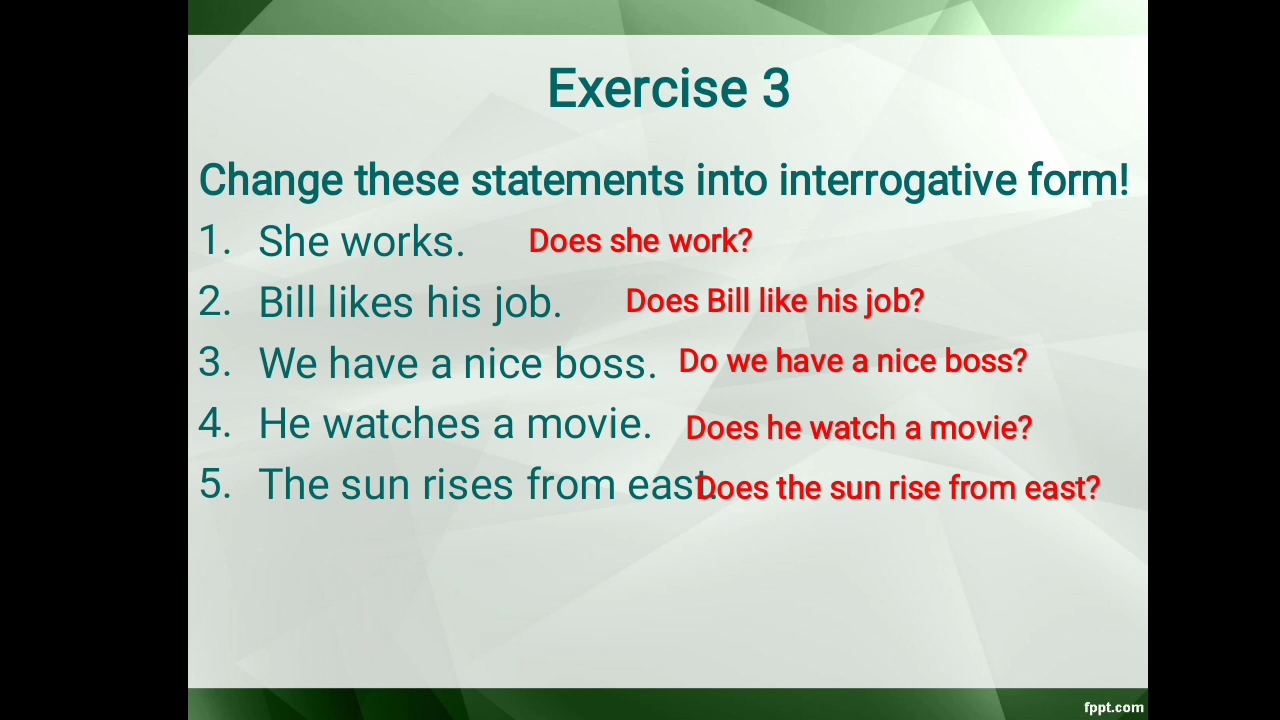 Exercise 3
Change these statements into interrogative form!
1. She works. Does she work?
2. Bill likes his job. Does Bill like his job?
3. We have a nice boss. Do we have a nice boss?
4. He watches a movie. Does he watch a movie?
5. The sun rises from east. Does the sun rise from east?
fppt.com